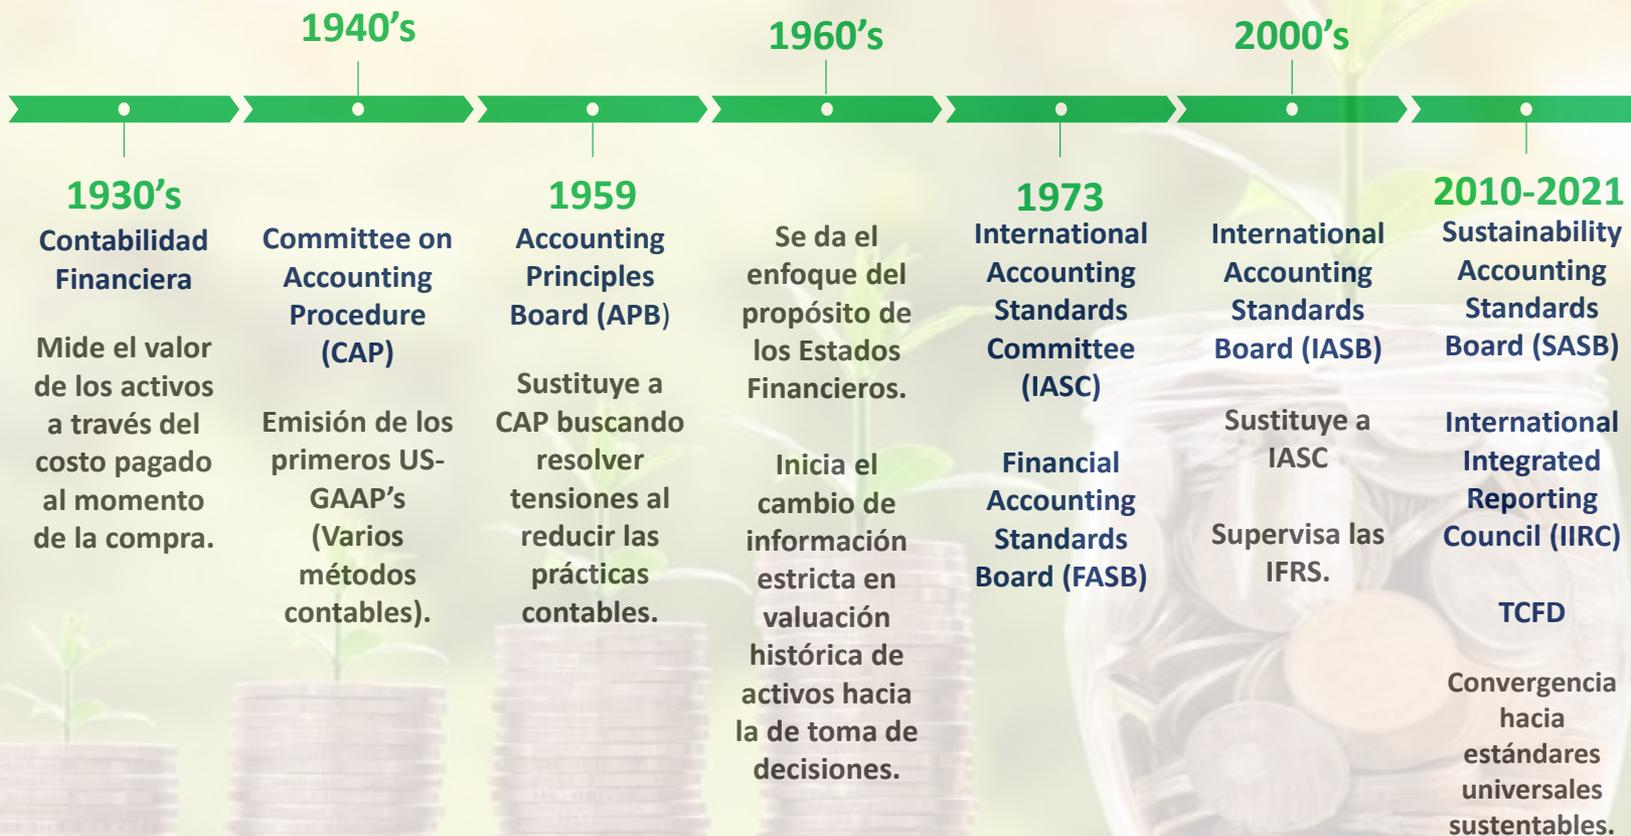 1930’s
Contabilidad
Financiera
Mide el valor
de los activos
a través del
costo pagado
al momento
de la compra.
1940’s
Committee on
Accounting
Procedure
(CAP)
Emisión de los
primeros US-
GAAP’s
(Varios
métodos
contables).
1959
Accounting
Principles
Board (APB)
Sustituye a
CAP buscando
resolver
tensiones al
reducir las
prácticas
contables.
1960’s
Se da el
enfoque del
propósito de
los Estados
Financieros.
Inicia el
cambio de
información
estricta en
valuación
histórica de
activos hacia
la de toma de
decisiones.
1973
International
Accounting
Standards
Committee
(IASC)
Financial
Accounting
Standards
Board (FASB)
2000’s
International
Accounting
Standards
Board (IASB)
Sustituye a
IASC
Supervisa las
IFRS.
2010-2021
Sustainability
Accounting
Standards
Board (SASB)
International
Integrated
Reporting
Council (IIRC)
TCFD
Convergencia
hacia
estándares
universales
sustentables.